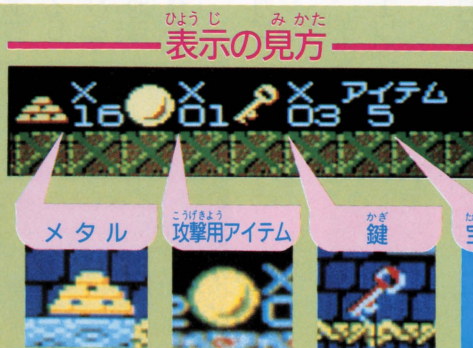 ひょうじ みかた
表示の見方
×16 ×01 ×03 アイテム 5
メタル
こうげきよう
攻撃用アイテム
かぎ
鍵